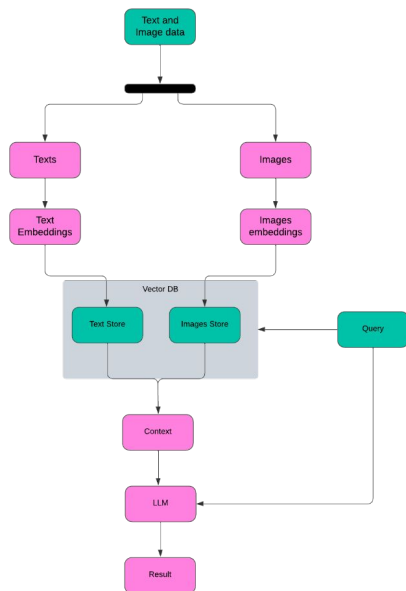 Text and
Image data
Texts
Images
Text
Embeddings
Images
embeddings
Vector DB
Text Store
Images Store
Query
Context
LLM
Result